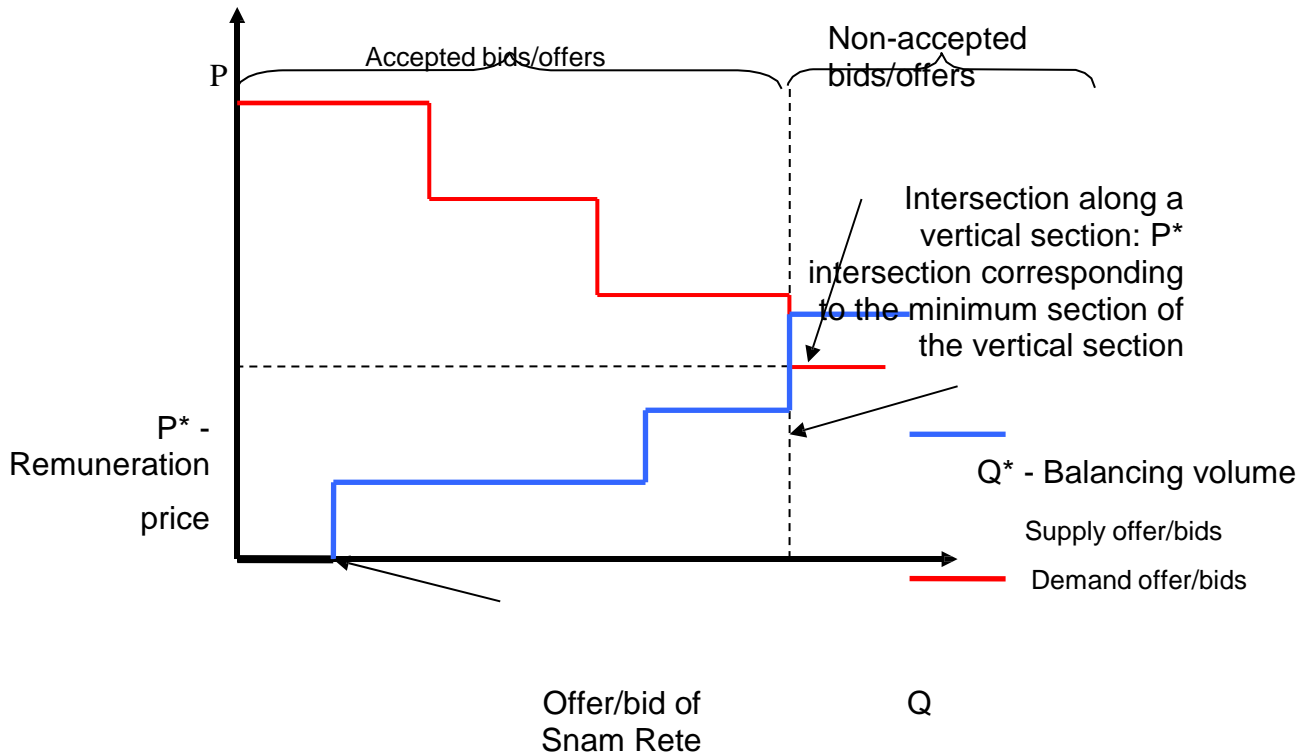 Accepted bids/offers
Non-accepted
bids/offers
P
Intersection along a
vertical section: P*
intersection corresponding
to the minimum section of
the vertical section
P* -
Remuneration
price
Q* - Balancing volume
Supply offer/bids
Demand offer/bids
Offer/bid of
Snam Rete
Q